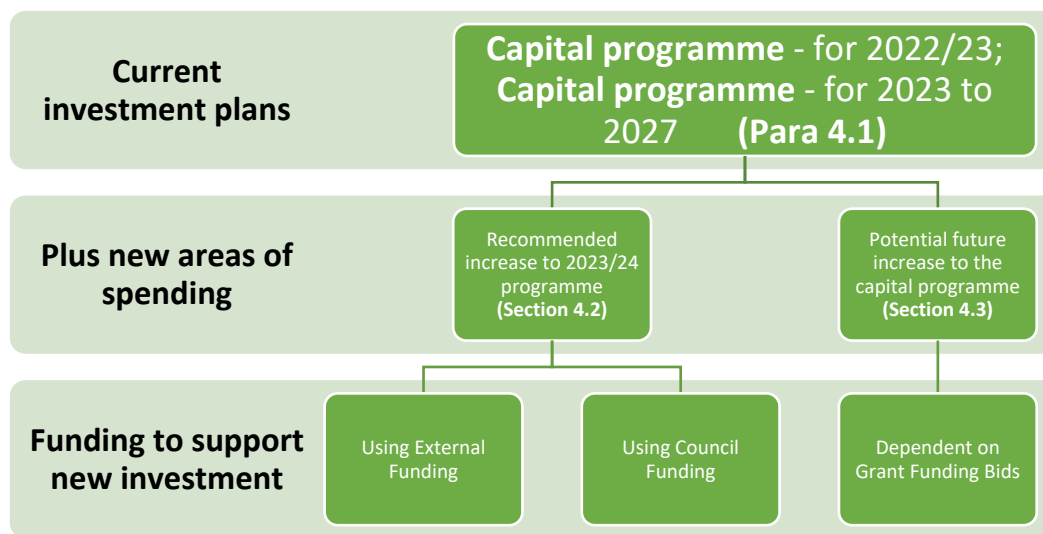 Current
investment plans
Capital programme - for 2022/23;
Capital programme - for 2023 to
2027 (Para 4.1)
Plus new areas of
spending
Recommended
increase to 2023/24
programme
(Section 4.2)
Potential future
increase to the
capital programme
(Section 4.3)
Funding to support
new investment
Using External
Funding
Using Council
Funding
Dependent on
Grant Funding Bids